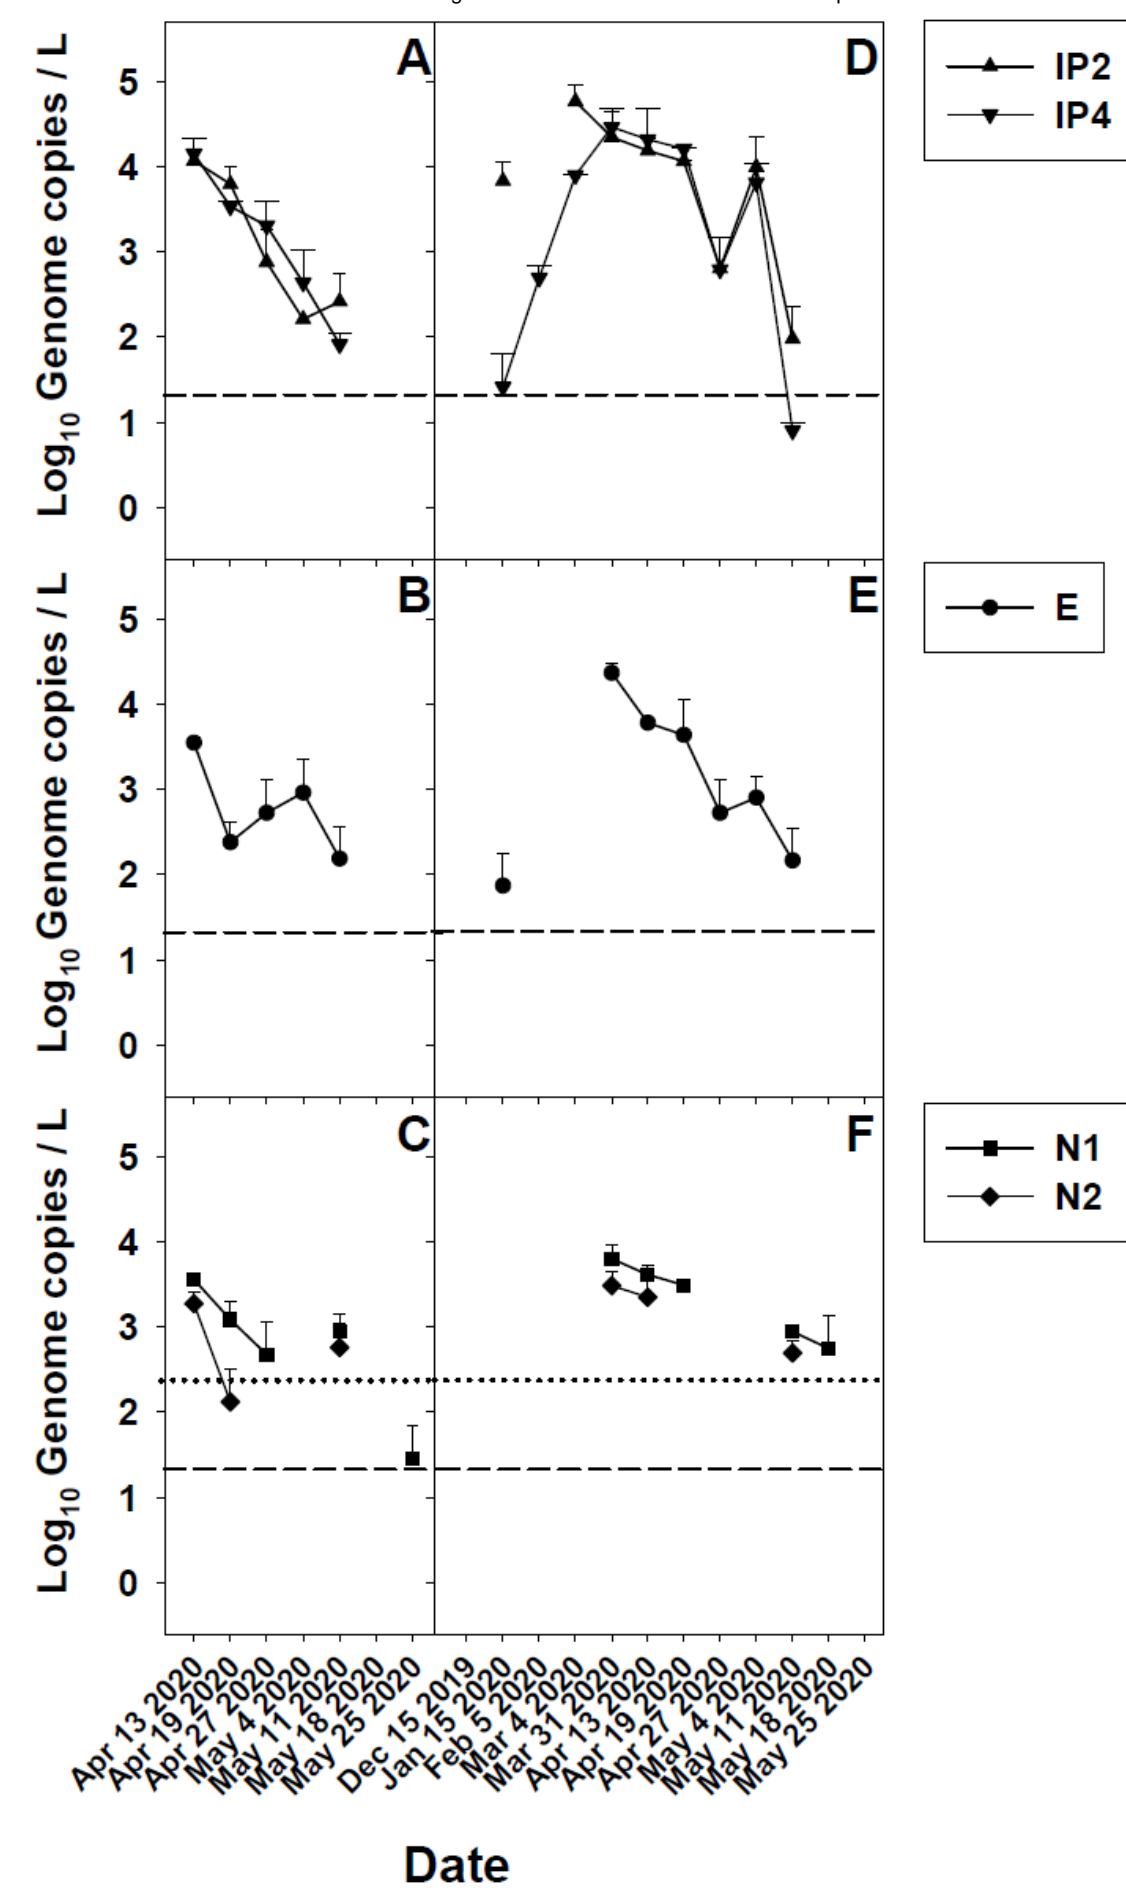 A
D
IP2
IP4
Log10 Genome copies / L
5
4
3
2
1
0
B
E
E
Log10 Genome copies / L
5
4
3
2
1
0
C
F
N1
N2
Log10 Genome copies / L
5
4
3
2
1
0
Apr 13 2020
Apr 19 2020
Apr 27 2020
May 4 2020
May 11 2020
May 18 2020
May 25 2020
Dec 15 2019
Jan 15 2020
Feb 5 2020
Mar 4 2020
Mar 31 2020
Apr 13 2020
Apr 19 2020
Apr 27 2020
May 4 2020
May 11 2020
May 18 2020
May 25 2020
Date